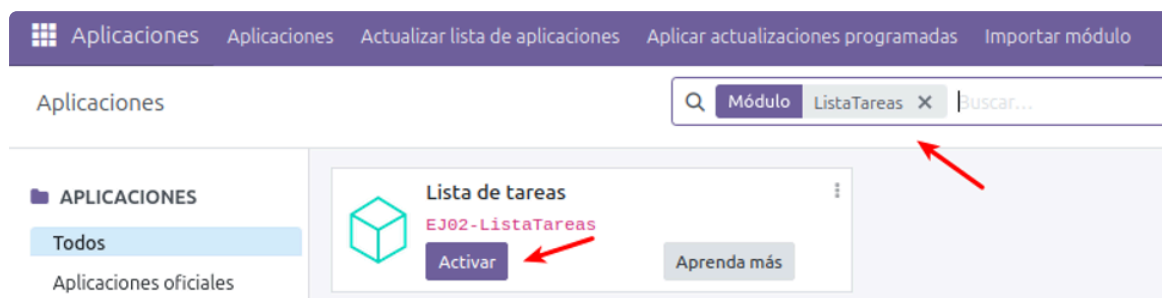 Aplicaciones Aplicaciones Actualizar lista de aplicaciones Aplicar actualizaciones programadas Importar módulo
Aplicaciones
Módulo ListaTareas × Buscar...
APLICACIONES
Todos
Aplicaciones oficiales
Lista de tareas
EJ02-ListaTareas
Activar Aprenda más